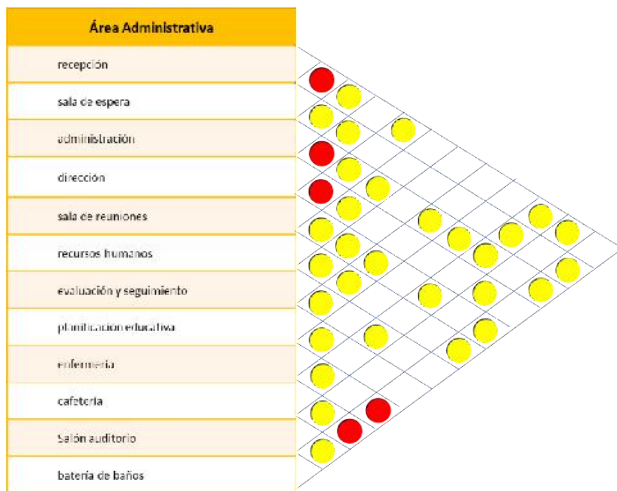 Área Administrativa
recepción
sala de espera
administración
dirección
sala de reuniones
recursos humanos
evaluación y seguimiento
planificación educativa
enfermería
cafetería
Salón auditorio
batería de baños